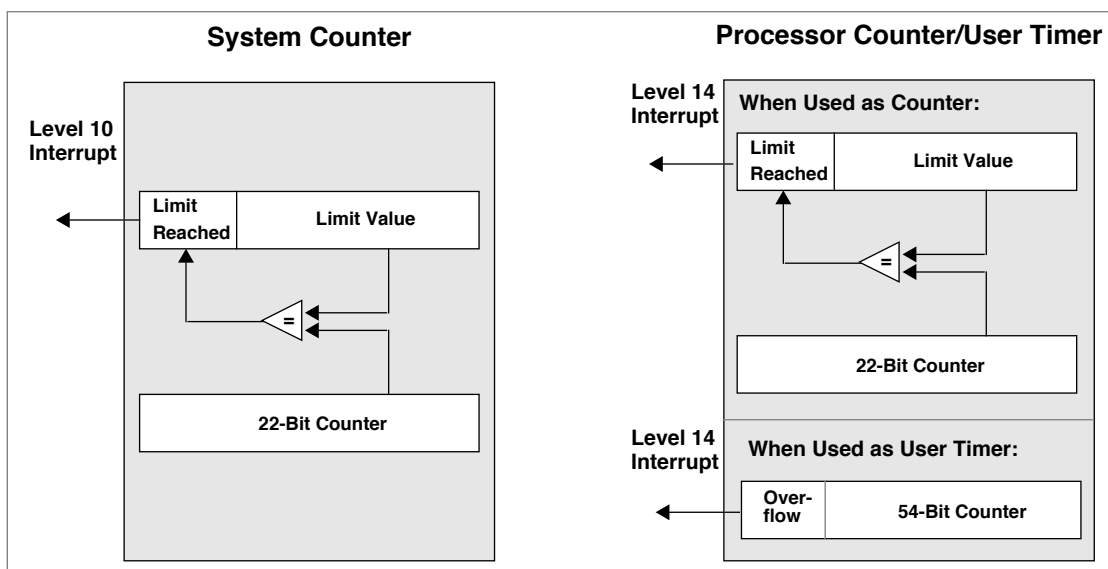 System Counter
Level 10
Interrupt
Limit
Reached
Limit Value
=
22-Bit Counter
Processor Counter/User Timer
Level 14
Interrupt
When Used as Counter:
Limit
Reached
Limit Value
=
22-Bit Counter
Level 14
Interrupt
When Used as User Timer:
Over-
flow
54-Bit Counter